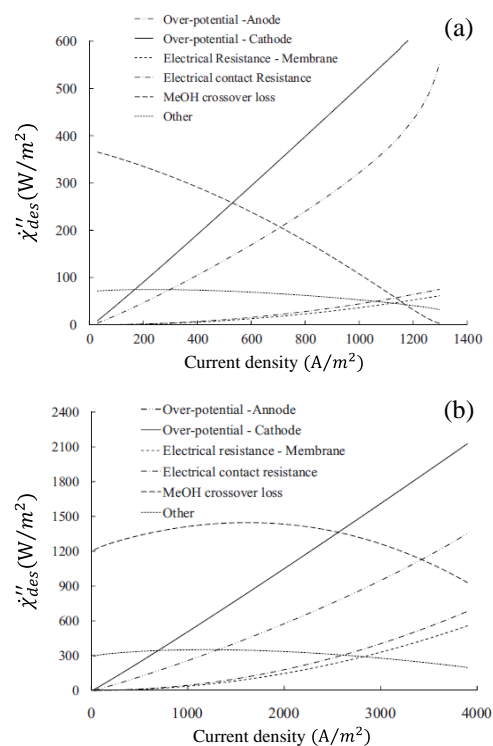 (a)
Over-potential -Anode
Over-potential - Cathode
Electrical Resistance - Membrane
Electrical contact Resistance
MeOH crossover loss
Other
600
500
400
300
200
100
0
χ̇''des (W/m²)
0 200 400 600 800 1000 1200 1400
Current density (A/m²)
(b)
Over-potential -Annode
Over-potential - Cathode
Electrical resistance - Membrane
Electrical contact resistance
MeOH crossover loss
Other
2400
2100
1800
1500
1200
900
600
300
0
χ̇''des (W/m²)
0 1000 2000 3000 4000
Current density (A/m²)